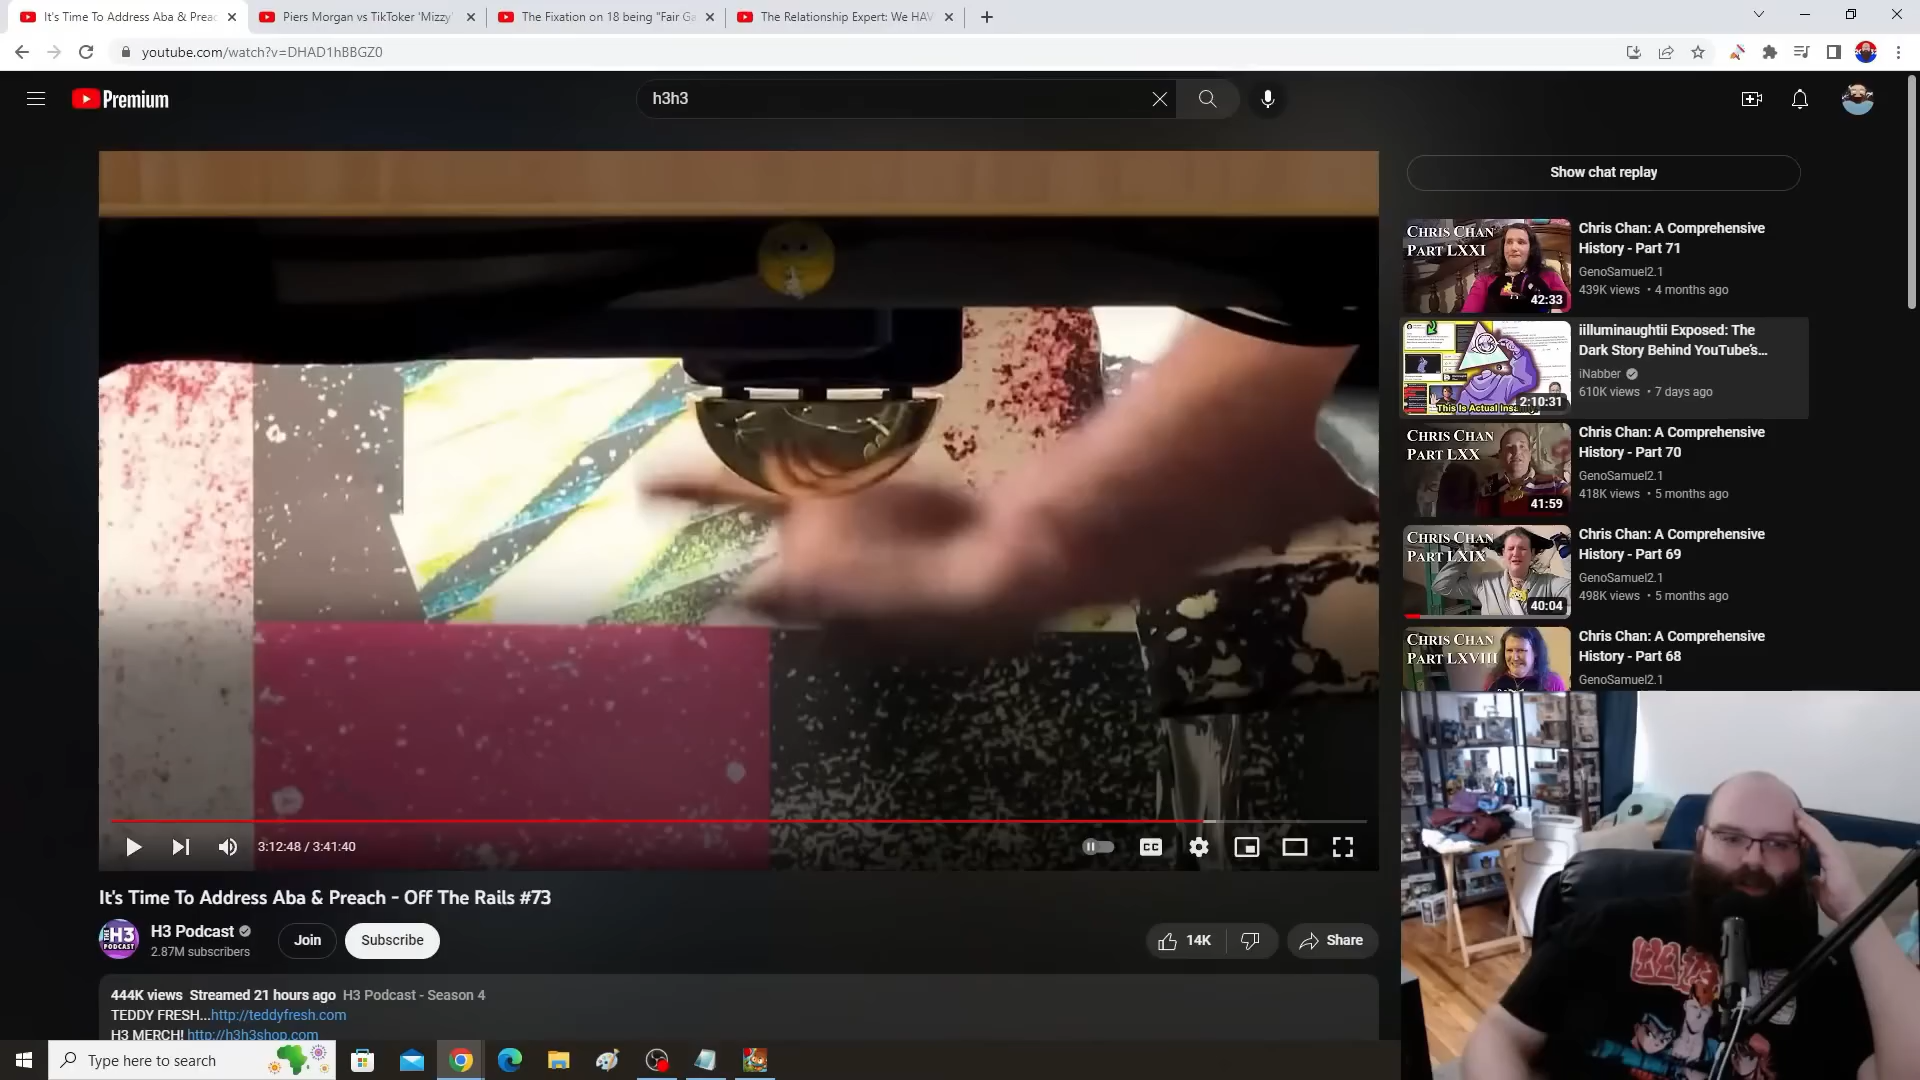 It's Time To Address Aba & Preac
Piers Morgan vs TikToker 'Mizzy'
The Fixation on 18 being "Fair Ga
The Relationship Expert: We HAV
youtube.com/watch?v=DHAD1hBBGZ0
Premium
h3h3
Show chat replay
CHRIS CHAN
PART LXXI
42:33
Chris Chan: A Comprehensive
History - Part 71
GenoSamuel2.1
439K views • 4 months ago
This Is Actual
2:10:31
iilluminaughtii Exposed: The
Dark Story Behind YouTube's...
iNabber
610K views • 7 days ago
CHRIS CHAN
PART LXX
41:59
Chris Chan: A Comprehensive
History - Part 70
GenoSamuel2.1
418K views • 5 months ago
CHRIS CHAN
PART LXIX
40:04
Chris Chan: A Comprehensive
History - Part 69
GenoSamuel2.1
498K views • 5 months ago
CHRIS CHAN
PART LXVIII
Chris Chan: A Comprehensive
History - Part 68
GenoSamuel2.1
3:12:48 / 3:41:40
CC
It's Time To Address Aba & Preach - Off The Rails #73
THE H3 PODCAST
H3 Podcast
2.87M subscribers
Join
Subscribe
14K
Share
444K views Streamed 21 hours ago H3 Podcast - Season 4
TEDDY FRESH...http://teddyfresh.com
H3 MERCH! http://h3h3shop.com
Type here to search